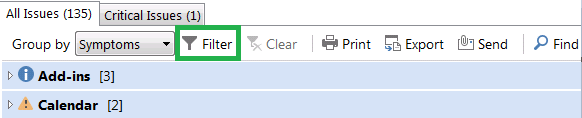 All Issues (135) Critical Issues (1)
Group by Symptoms Filter Clear Print Export Send Find
Add-ins [3]
Calendar [2]